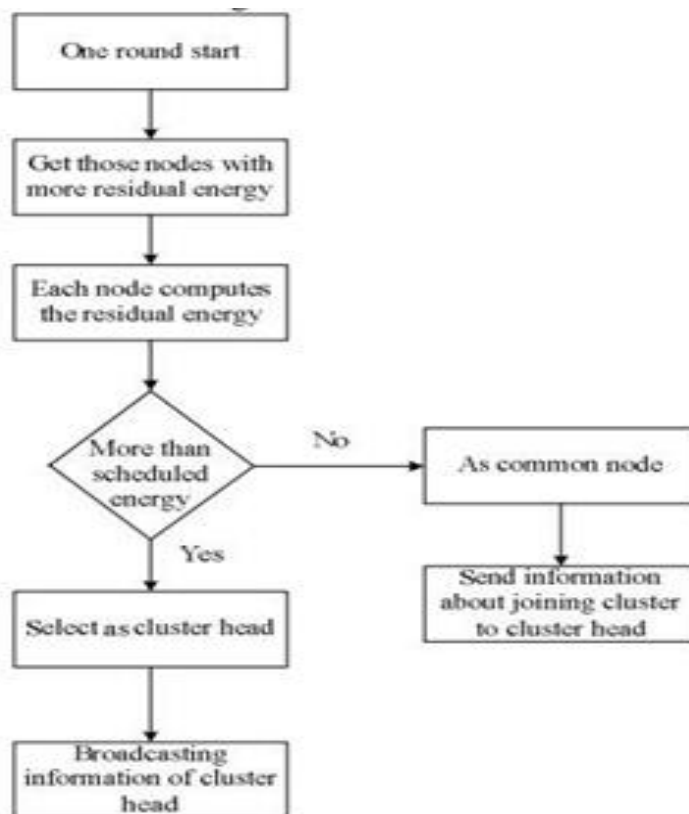 One round start
Get those nodes with
more residual energy
Each node computes
the residual energy
More than
scheduled
energy
No
As common node
Yes
Send information
about joining cluster
to cluster head
Select as cluster head
Broadcasting
information of cluster
head